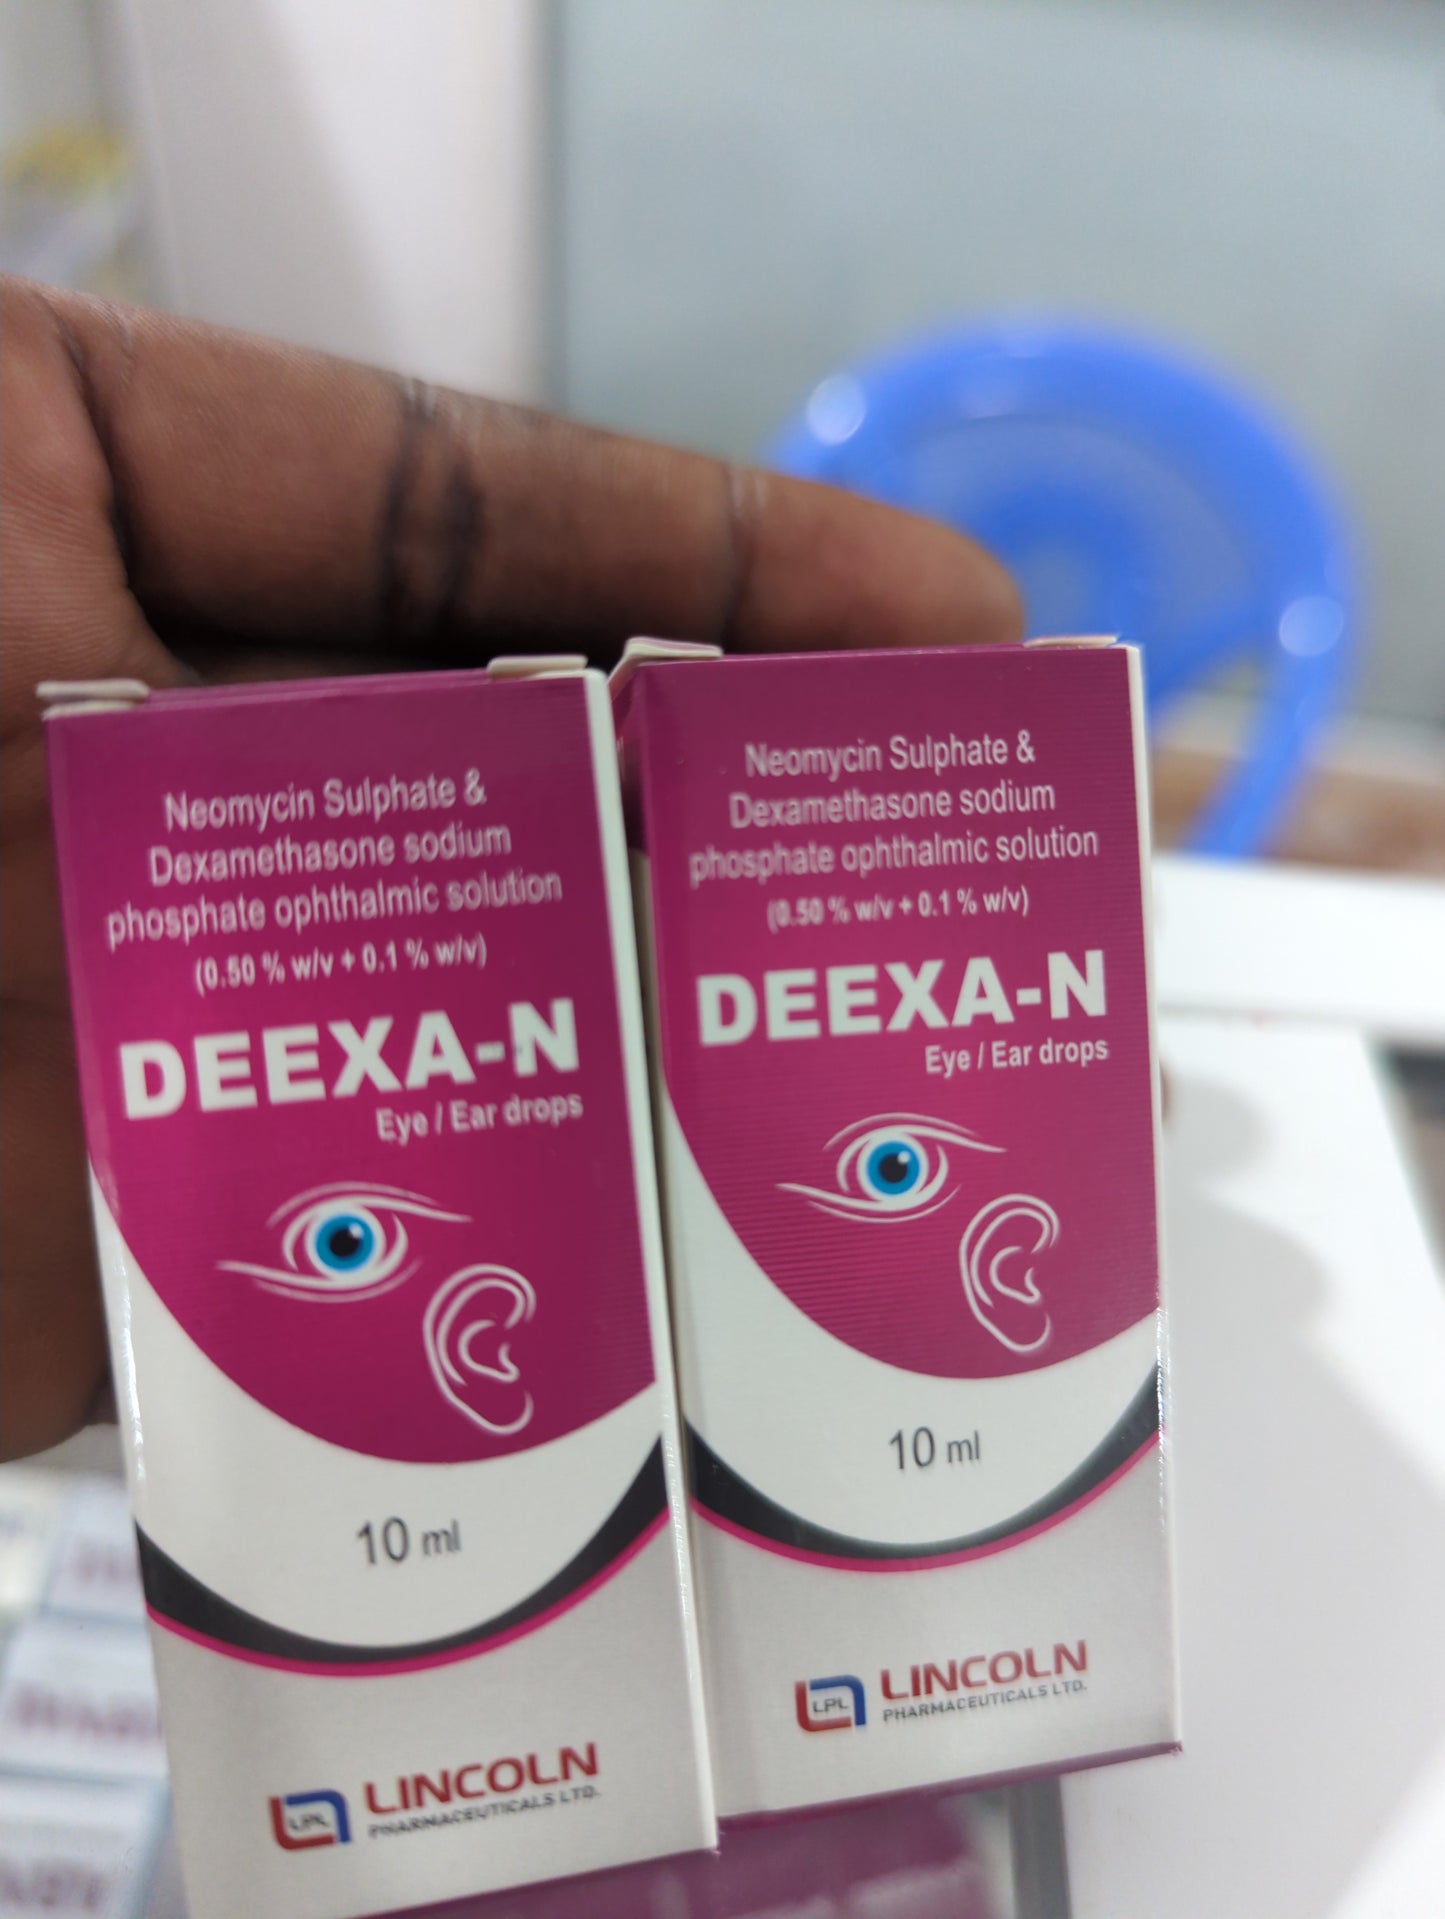 Neomycin Sulphate &
Dexamethasone sodium
phosphate ophthalmic solution
(0.50 % w/v + 0.1 % w/v)
DEEXA-N
Eye / Ear drops
10 ml
LPL LINCOLN
PHARMACEUTICALS LTD.
Neomycin Sulphate &
Dexamethasone sodium
phosphate ophthalmic solution
(0.50 % w/v + 0.1 % w/v)
DEEXA-N
Eye / Ear drops
10 ml
LPL LINCOLN
PHARMACEUTICALS LTD.